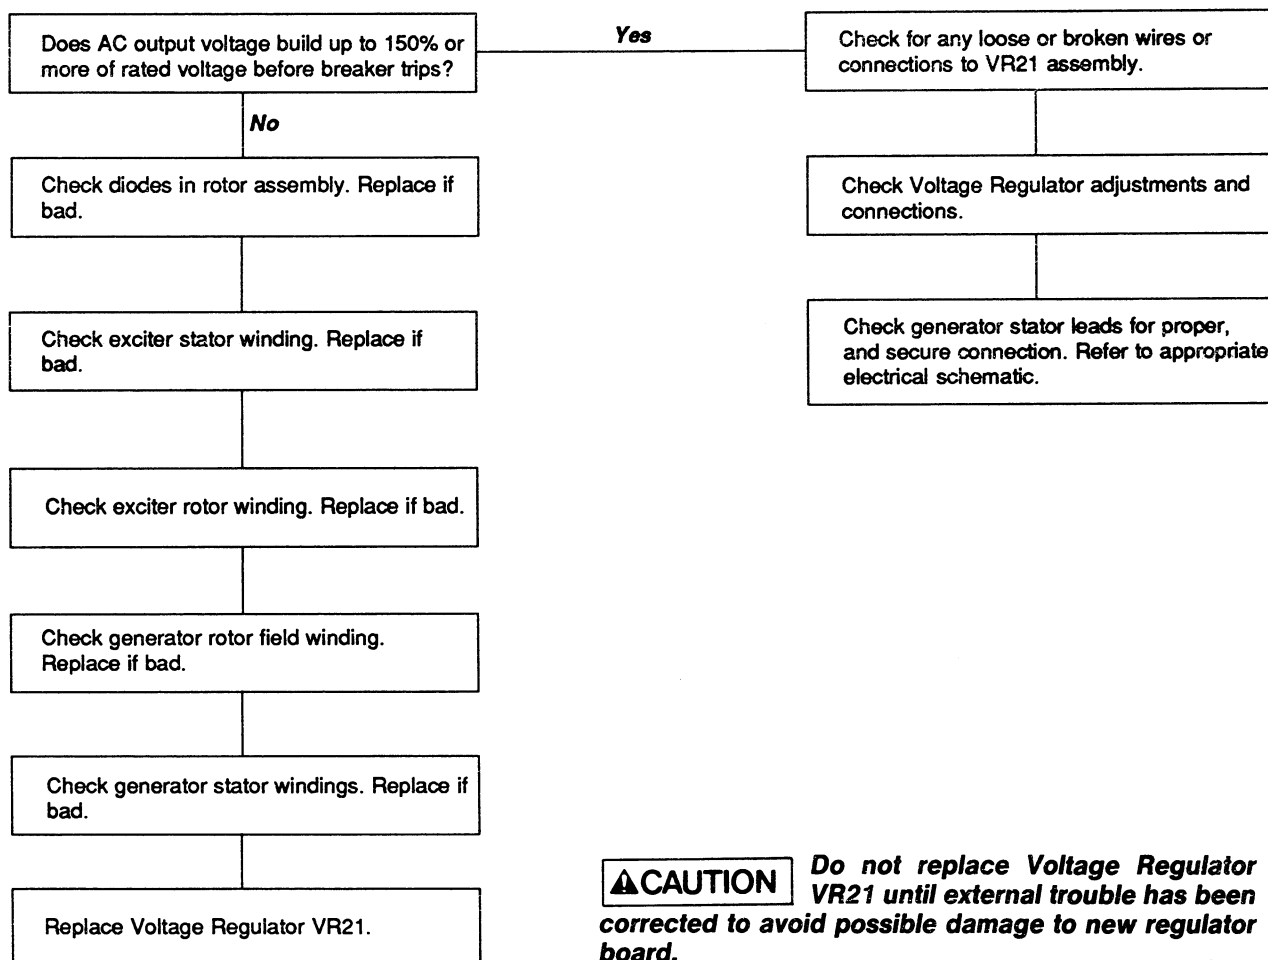 Does AC output voltage build up to 150% or
more of rated voltage before breaker trips?
Yes
Check for any loose or broken wires or
connections to VR21 assembly.
No
Check diodes in rotor assembly. Replace if
bad.
Check Voltage Regulator adjustments and
connections.
Check exciter stator winding. Replace if
bad.
Check generator stator leads for proper,
and secure connection. Refer to appropriate
electrical schematic.
Check exciter rotor winding. Replace if bad.
Check generator rotor field winding.
Replace if bad.
Check generator stator windings. Replace if
bad.
Replace Voltage Regulator VR21.
CAUTION Do not replace Voltage Regulator
VR21 until external trouble has been
corrected to avoid possible damage to new regulator
board.